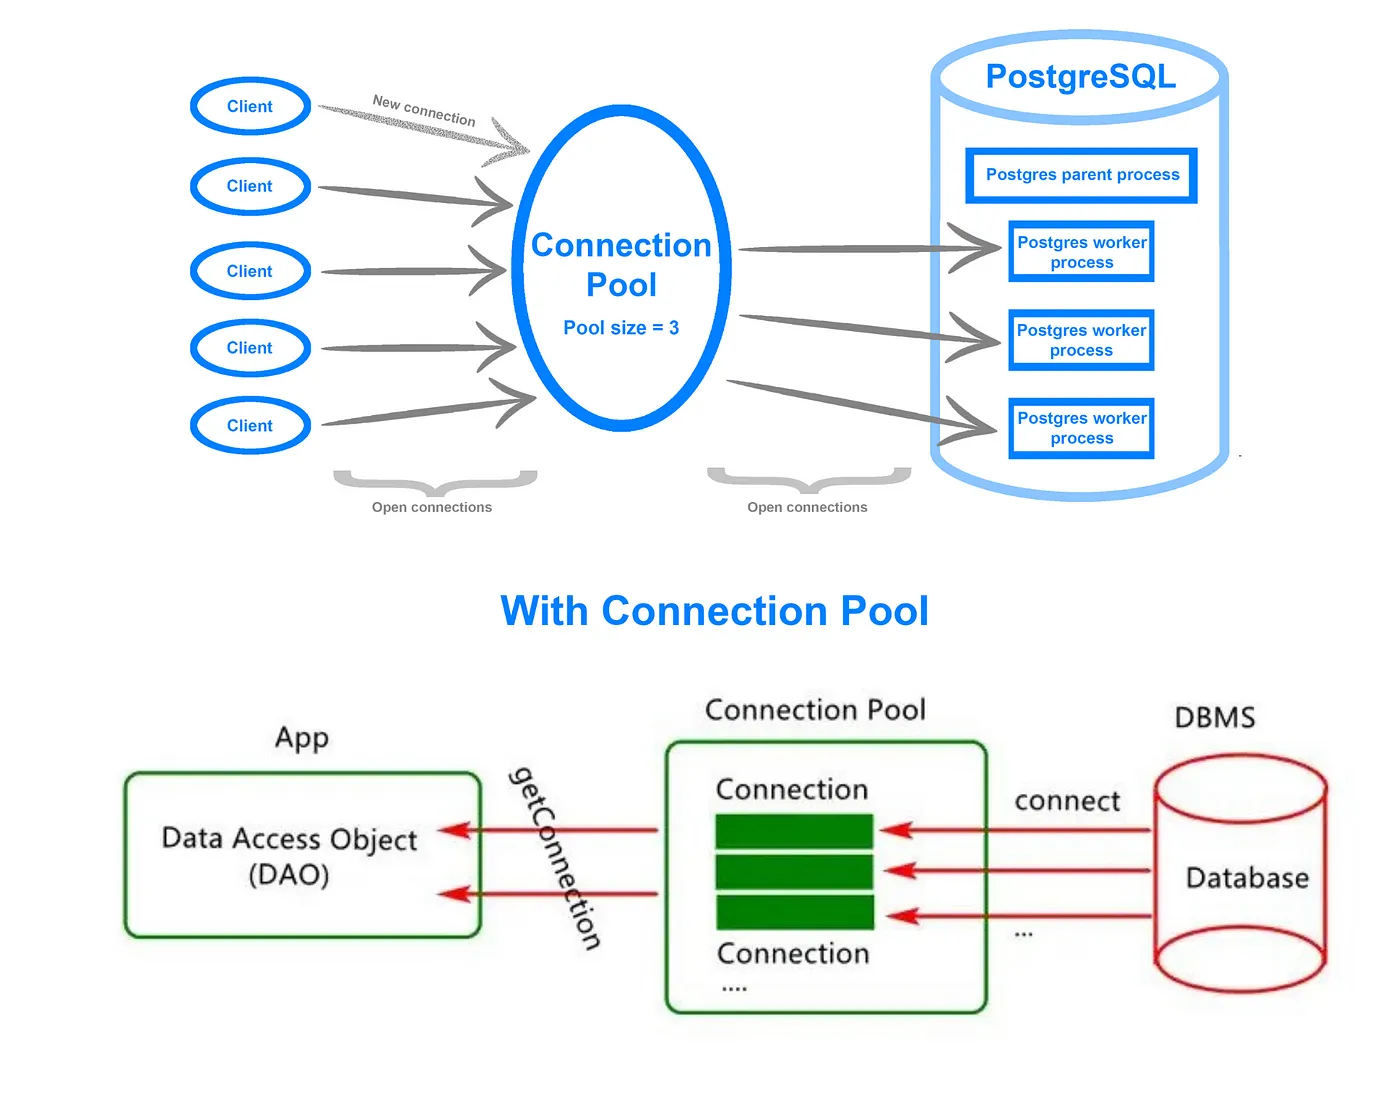 PostgreSQL
Client
New connection
Client
Client
Client
Client
Connection
Pool
Pool size = 3
Postgres parent process
Postgres worker
process
Postgres worker
process
Postgres worker
process
Open connections
Open connections
With Connection Pool
App
Data Access Object
(DAO)
getConnection
Connection Pool
Connection
Connection
....
connect
...
DBMS
Database